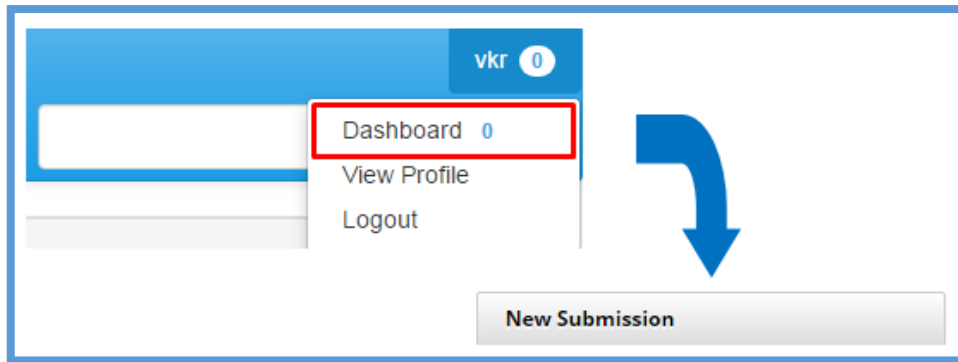 vkr 0
Dashboard 0
View Profile
Logout
New Submission